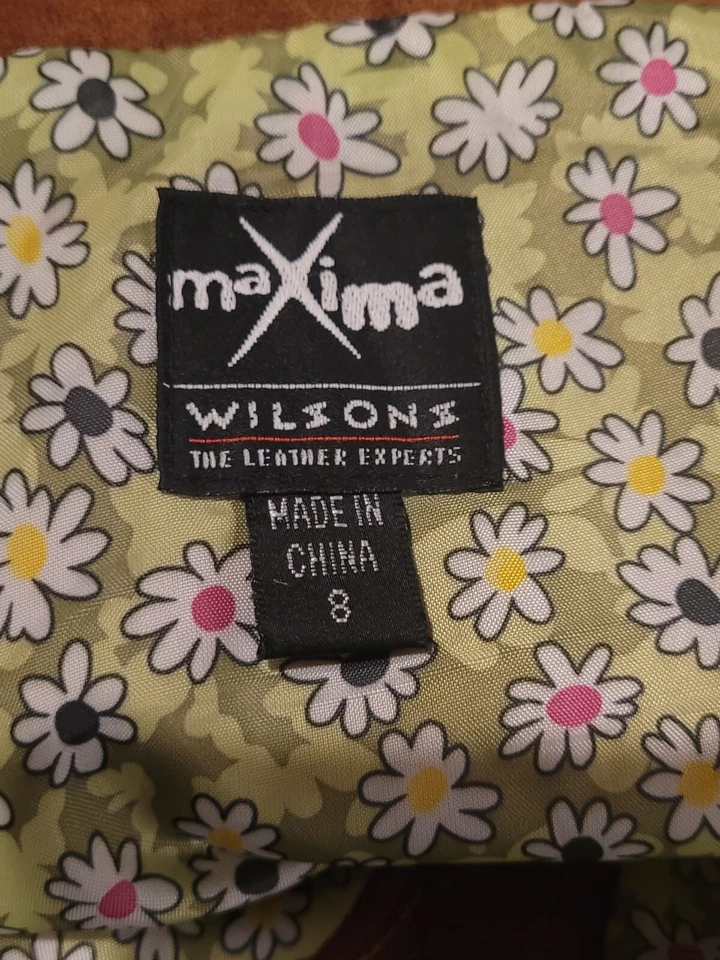 maXima
WILSONS
THE LEATHER EXPERTS
MADE IN
CHINA
8